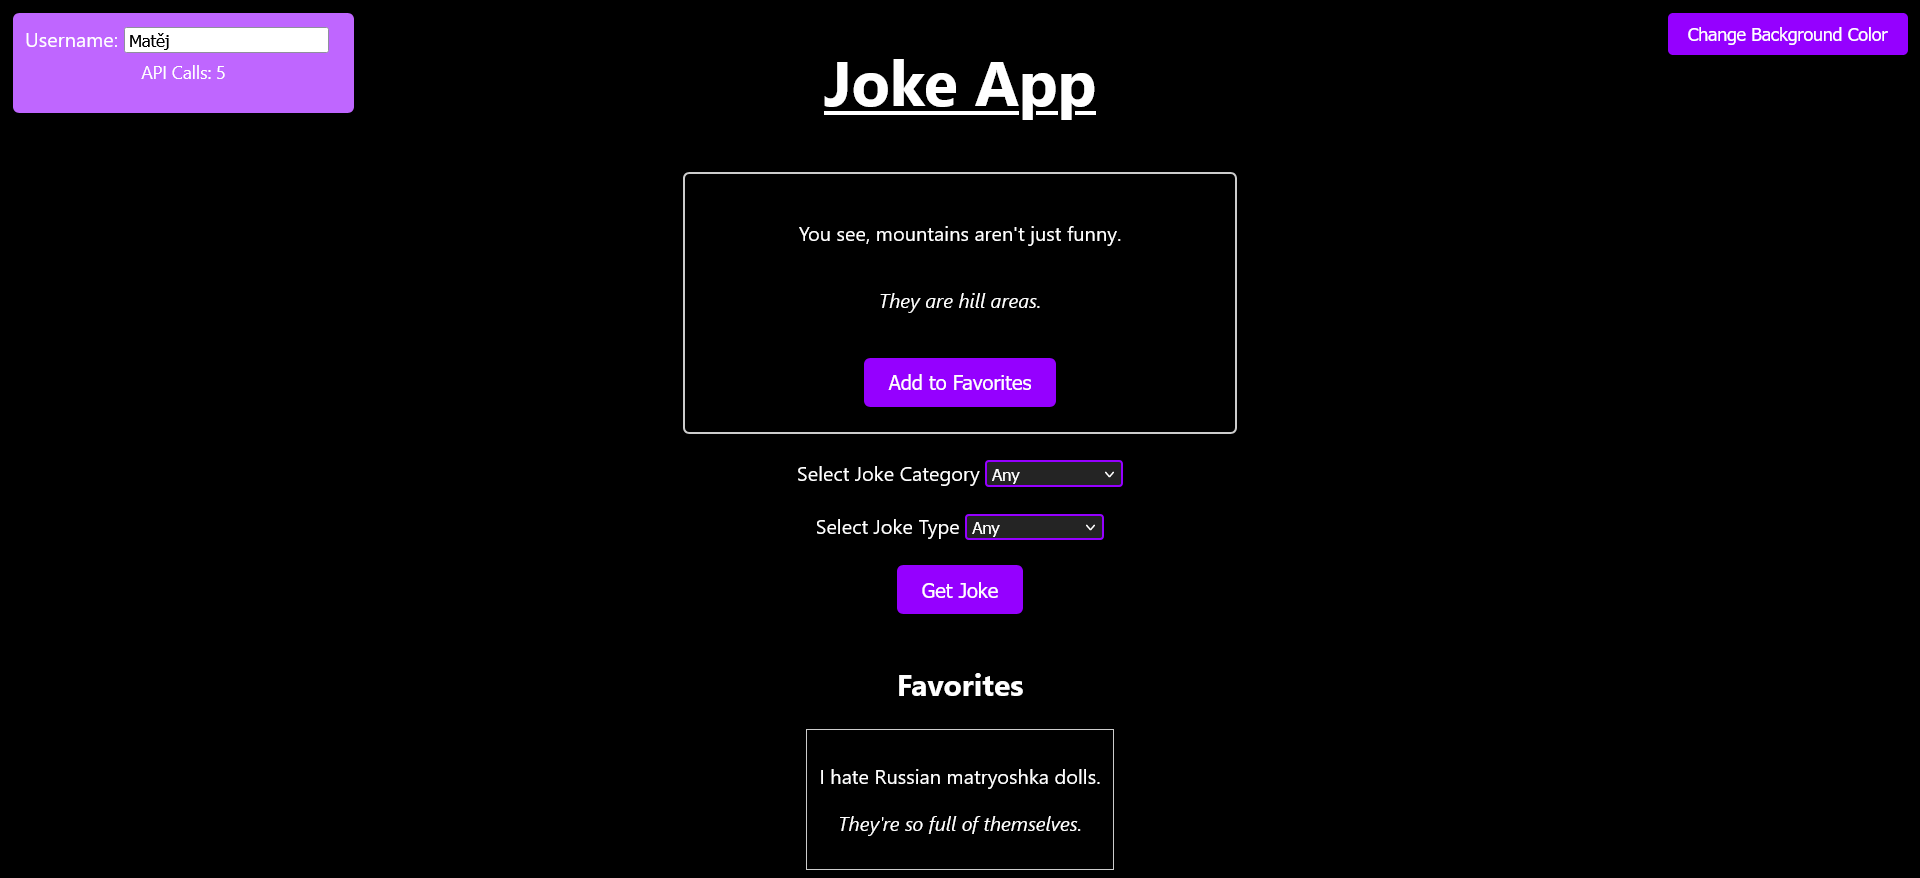 Username: Matěj
API Calls: 5
Change Background Color
Joke App
You see, mountains aren't just funny.
They are hill areas.
Add to Favorites
Select Joke Category Any
Select Joke Type Any
Get Joke
Favorites
I hate Russian matryoshka dolls.
They're so full of themselves.